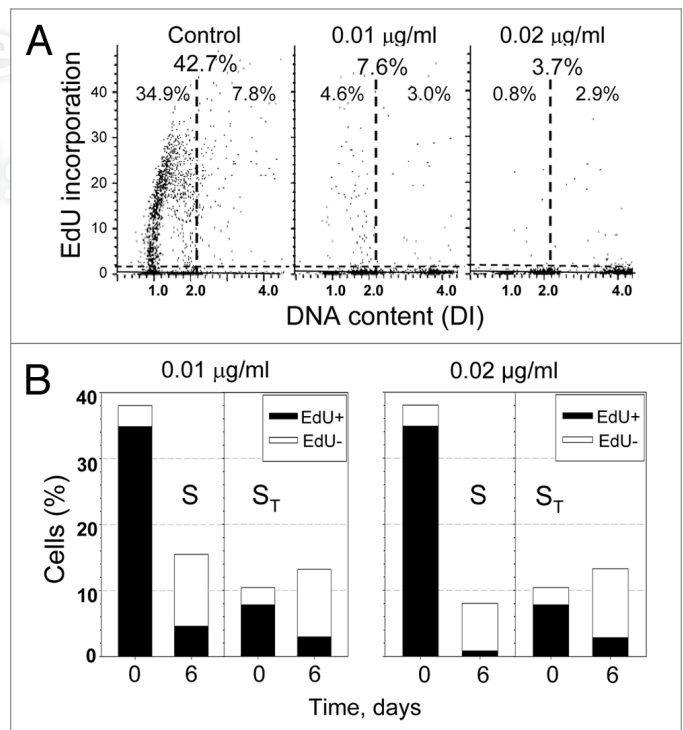 A
Control
0.01 μg/ml
0.02 μg/ml
42.7%
7.6%
3.7%
34.9%
7.8%
4.6%
3.0%
0.8%
2.9%
EdU incorporation
40
30
20
10
0
1.0 2.0 4.0
1.0 2.0 4.0
1.0 2.0 4.0
DNA content (DI)
B
0.01 μg/ml
0.02 μg/ml
Cells (%)
40
30
20
10
0
EdU+
EdU-
S
S_T
EdU+
EdU-
S
S_T
0 6 0 6
0 6 0 6
Time, days